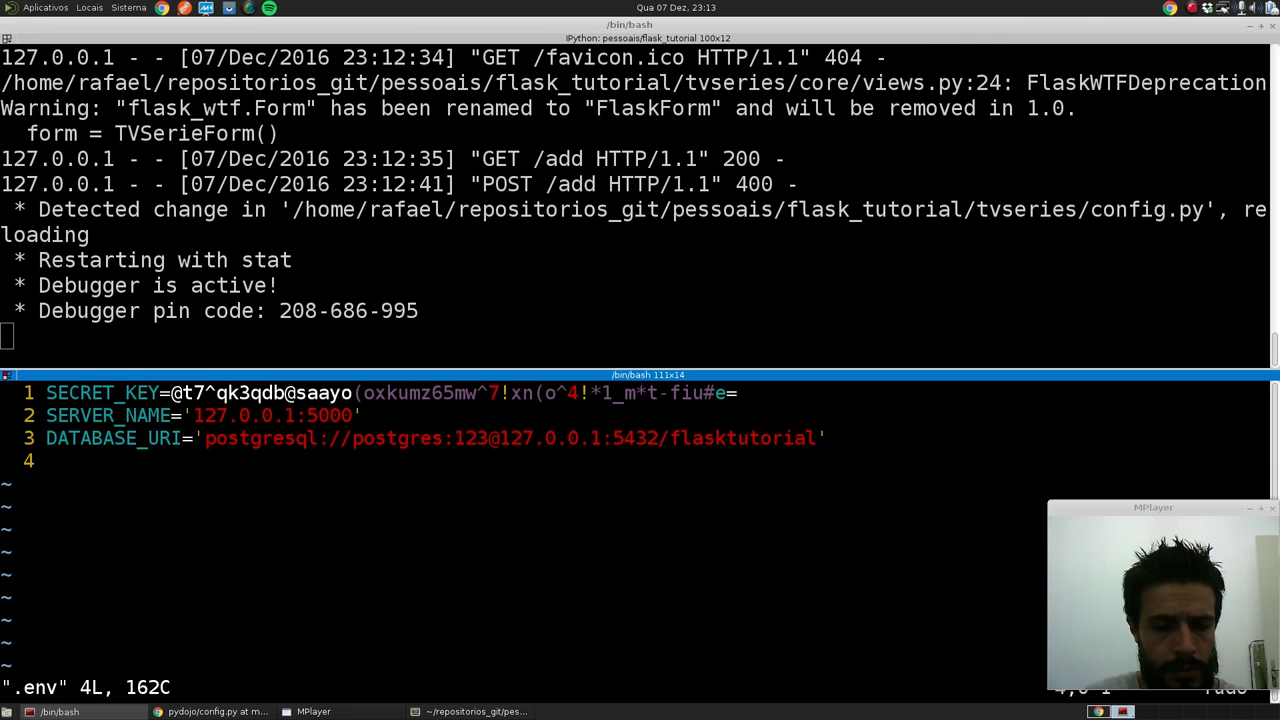 Aplicativos Locais Sistema
Qua 07 Dez, 23:13
/bin/bash
IPython: pessoais/flask_tutorial 100x12
127.0.0.1 - - [07/Dec/2016 23:12:34] "GET /favicon.ico HTTP/1.1" 404 -
/home/rafael/repositorios_git/pessoais/flask_tutorial/tvseries/core/views.py:24: FlaskWTFDeprecation
Warning: "flask_wtf.Form" has been renamed to "FlaskForm" and will be removed in 1.0.
form = TVSerieForm()
127.0.0.1 - - [07/Dec/2016 23:12:35] "GET /add HTTP/1.1" 200 -
127.0.0.1 - - [07/Dec/2016 23:12:41] "POST /add HTTP/1.1" 400 -
* Detected change in '/home/rafael/repositorios_git/pessoais/flask_tutorial/tvseries/config.py', re
loading
* Restarting with stat
* Debugger is active!
* Debugger pin code: 208-686-995
/bin/bash 111x14
1 SECRET_KEY=@t7^qk3qdb@saayo(oxkumz65mw^7!xn(o^4!*1_m*t-fiu#e=
2 SERVER_NAME='127.0.0.1:5000'
3 DATABASE_URI='postgresql://postgres:123@127.0.0.1:5432/flasktutorial'
4
~
~
~
~
~
~
~
~
~
MPlayer
".env" 4L, 162C
/bin/bash
pydojo/config.py at m...
MPlayer
~/repositorios_git/pes...